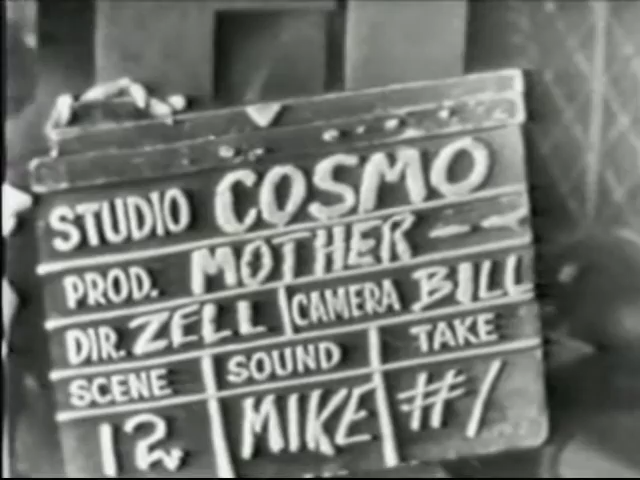 STUDIO COSMO
PROD. MOTHER --
DIR. ZELL CAMERA BILL
SCENE SOUND TAKE
12 MIKE #1